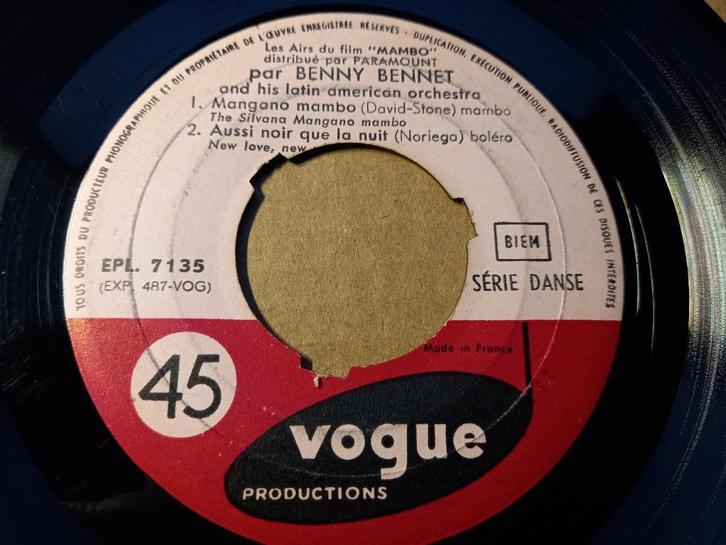 TOUS DROITS DU PRODUCTEUR PHONOGRAPHIQUE ET DU PROPRIÉTAIRE DE L'ŒUVRE ENREGISTRÉE RÉSERVÉS - DUPLICATION, EXÉCUTION PUBLIQUE, RADIODIFFUSION DE CES DISQUES INTERDITES
Les Airs du film "MAMBO"
distribué par PARAMOUNT
par BENNY BENNET
and his latin american orchestra
1. Mangano mambo (David-Stone) mambo
The Silvana Mangano mambo
2. Aussi noir que la nuit (Noriega) boléro
New love, new
BIEM
EPL. 7135
(EXP. 487-VOG)
SÉRIE DANSE
Made in France
45
vogue
PRODUCTIONS